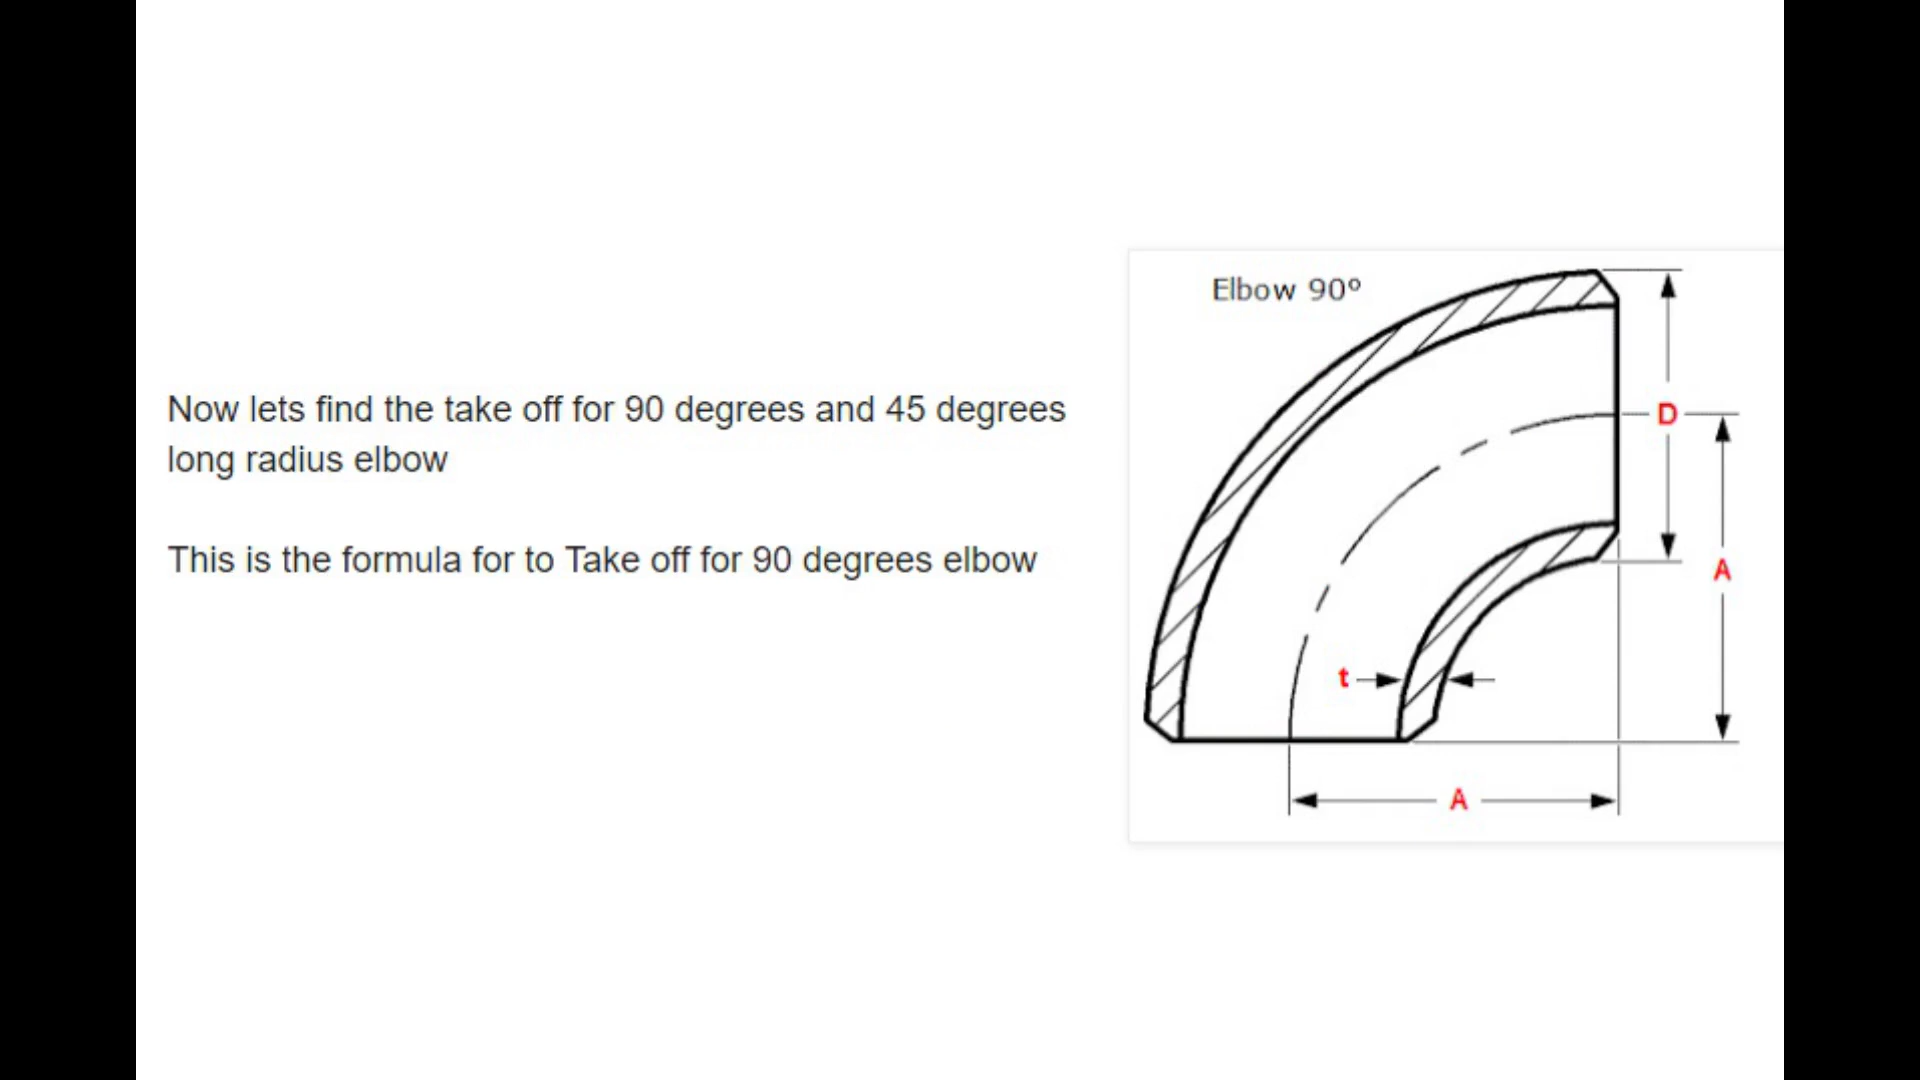 Now lets find the take off for 90 degrees and 45 degrees
long radius elbow
This is the formula for to Take off for 90 degrees elbow
Elbow 90º
D
A
t
A